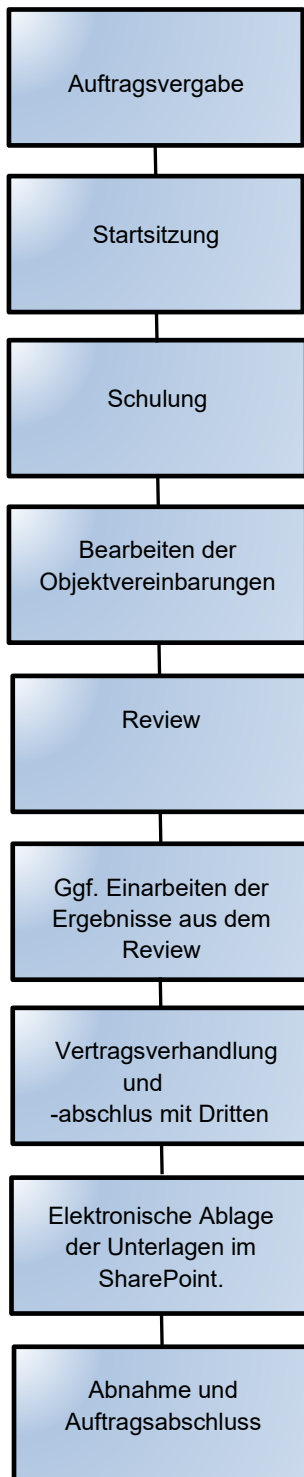 Auftragsvergabe
Startsitzung
Schulung
Bearbeiten der
Objektvereinbarungen
Review
Ggf. Einarbeiten der
Ergebnisse aus dem
Review
Vertragsverhandlung
und
-abschlus mit Dritten
Elektronische Ablage
der Unterlagen im
SharePoint.
Abnahme und
Auftragsabschluss